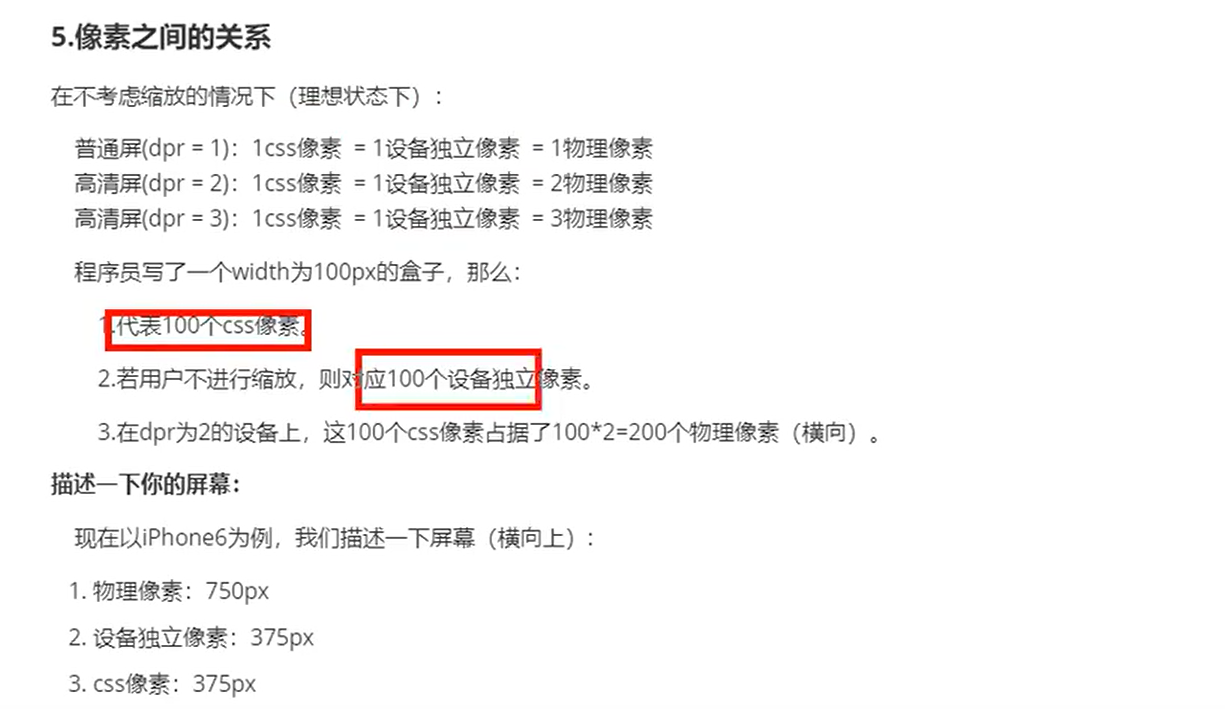 5.像素之间的关系
在不考虑缩放的情况下（理想状态下）:
普通屏(dpr = 1)：1css像素 = 1设备独立像素 = 1物理像素
高清屏(dpr = 2)：1css像素 = 1设备独立像素 = 2物理像素
高清屏(dpr = 3)：1css像素 = 1设备独立像素 = 3物理像素
程序员写了一个width为100px的盒子，那么：
1.代表100个css像素。
2.若用户不进行缩放，则对应100个设备独立像素。
3.在dpr为2的设备上，这100个css像素占据了100*2=200个物理像素（横向）。
描述一下你的屏幕：
现在以iPhone6为例，我们描述一下屏幕（横向上）:
1. 物理像素：750px
2. 设备独立像素：375px
3. css像素：375px